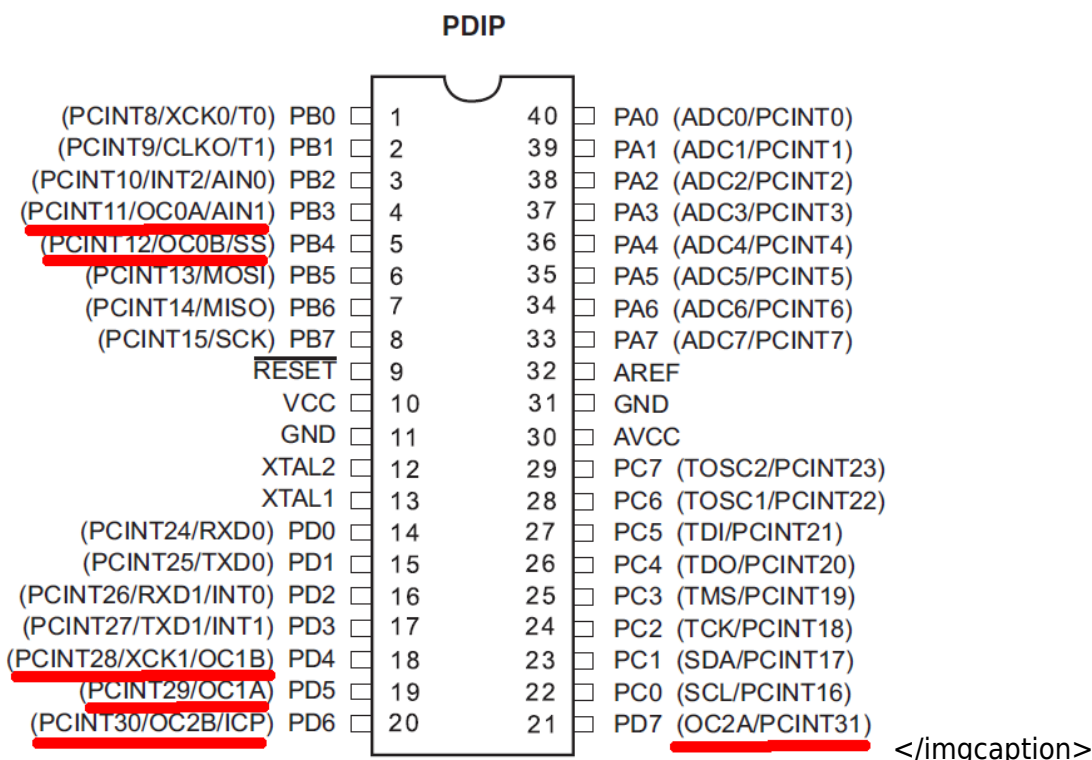 PDIP
(PCINT8/XCK0/T0) PB0 1 40 PA0 (ADC0/PCINT0)
(PCINT9/CLKO/T1) PB1 2 39 PA1 (ADC1/PCINT1)
(PCINT10/INT2/AIN0) PB2 3 38 PA2 (ADC2/PCINT2)
(PCINT11/OC0A/AIN1) PB3 4 37 PA3 (ADC3/PCINT3)
(PCINT12/OC0B/SS) PB4 5 36 PA4 (ADC4/PCINT4)
(PCINT13/MOSI) PB5 6 35 PA5 (ADC5/PCINT5)
(PCINT14/MISO) PB6 7 34 PA6 (ADC6/PCINT6)
(PCINT15/SCK) PB7 8 33 PA7 (ADC7/PCINT7)
RESET 9 32 AREF
VCC 10 31 GND
GND 11 30 AVCC
XTAL2 12 29 PC7 (TOSC2/PCINT23)
XTAL1 13 28 PC6 (TOSC1/PCINT22)
(PCINT24/RXD0) PD0 14 27 PC5 (TDI/PCINT21)
(PCINT25/TXD0) PD1 15 26 PC4 (TDO/PCINT20)
(PCINT26/RXD1/INT0) PD2 16 25 PC3 (TMS/PCINT19)
(PCINT27/TXD1/INT1) PD3 17 24 PC2 (TCK/PCINT18)
(PCINT28/XCK1/OC1B) PD4 18 23 PC1 (SDA/PCINT17)
(PCINT29/OC1A) PD5 19 22 PC0 (SCL/PCINT16)
(PCINT30/OC2B/ICP) PD6 20 21 PD7 (OC2A/PCINT31)
</imgcaption>